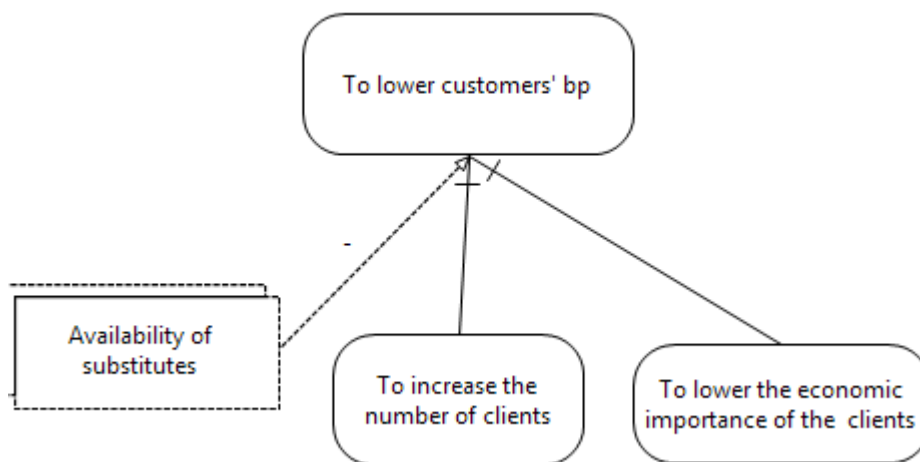 To lower customers' bp
-
Availability of
substitutes
To increase the
number of clients
To lower the economic
importance of the  clients